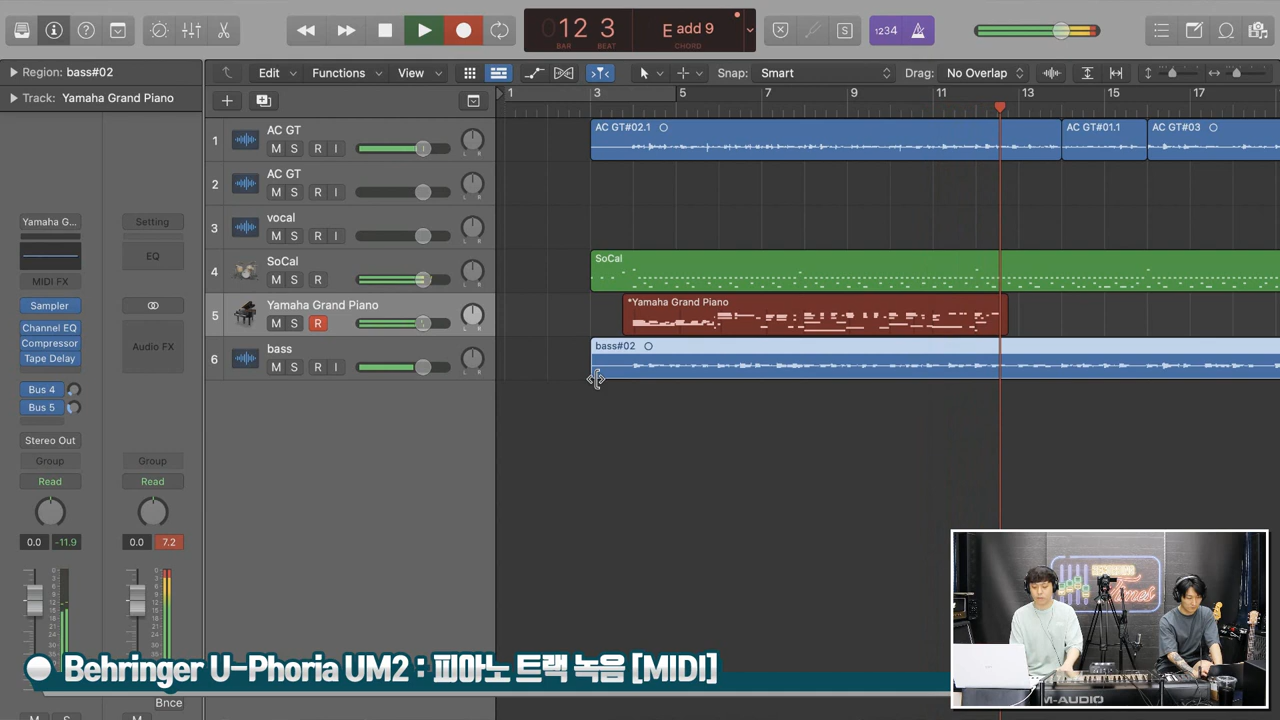 1234
12 3
BAR BEAT
E add 9
CHORD
Region: bass#02
Edit Functions View
Snap: Smart
Drag: No Overlap
Track: Yamaha Grand Piano
1 3 5 7 9 11 13 15 17
1 AC GT
M S R I
AC GT#02.1
AC GT#01.1
AC GT#03
2 AC GT
M S R I
3 vocal
M S R I
4 SoCal
M S R
SoCal
5 Yamaha Grand Piano
M S R
*Yamaha Grand Piano
6 bass
M S R I
bass#02
Yamaha G...
Setting
EQ
MIDI FX
Sampler
Channel EQ
Compressor
Tape Delay
Audio FX
Bus 4
Bus 5
Stereo Out
Group Group
Read Read
0.0 -11.9 0.0 7.2
Behringer U-Phoria UM2 : 피아노 트랙 녹음 [MIDI]
Bnce
M S M
Times
M-AUDIO